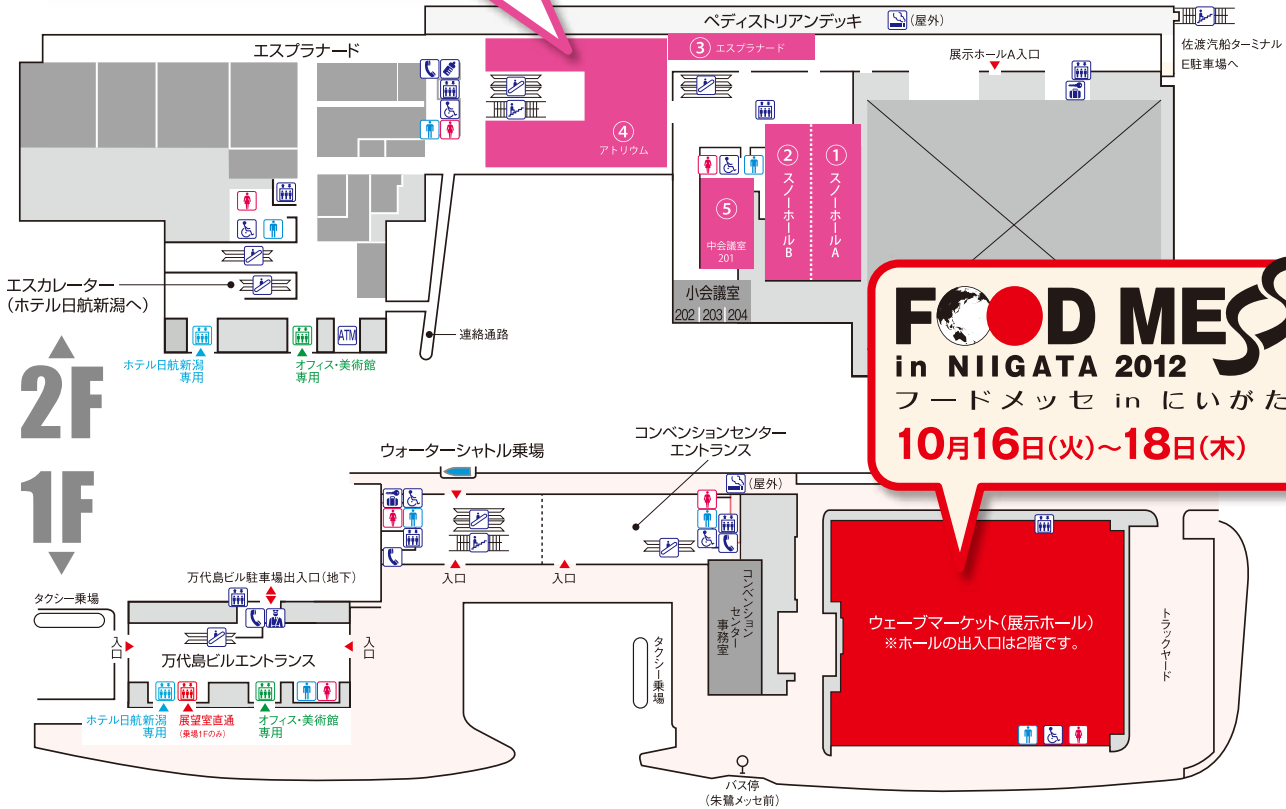 ペディストリアンデッキ
(屋外)
エスプラナード
③ エスプラナード
展示ホールA入口
佐渡汽船ターミナル
E駐車場へ
④
アトリウム
②
スノーホールB
①
スノーホールA
⑤
中会議室
201
小会議室
202 203 204
エスカレーター
(ホテル日航新潟へ)
ATM
連絡通路
ホテル日航新潟
専用
オフィス・美術館
専用
2F
1F
FOOD MESS
in NIIGATA 2012
フードメッセ in にいがた
10月16日(火)~18日(木)
ウォーターシャトル乗場
コンベンションセンター
エントランス
(屋外)
入口
入口
万代島ビル駐車場出入口(地下)
タクシー乗場
入口
万代島ビルエントランス
入口
ホテル日航新潟
専用
展望室直通
(乗場1Fのみ)
オフィス・美術館
専用
コンベンション
センター
事務室
タクシー乗場
ウェーブマーケット(展示ホール)
※ホールの出入口は2階です。
トラックヤード
バス停
(朱鷺メッセ前)